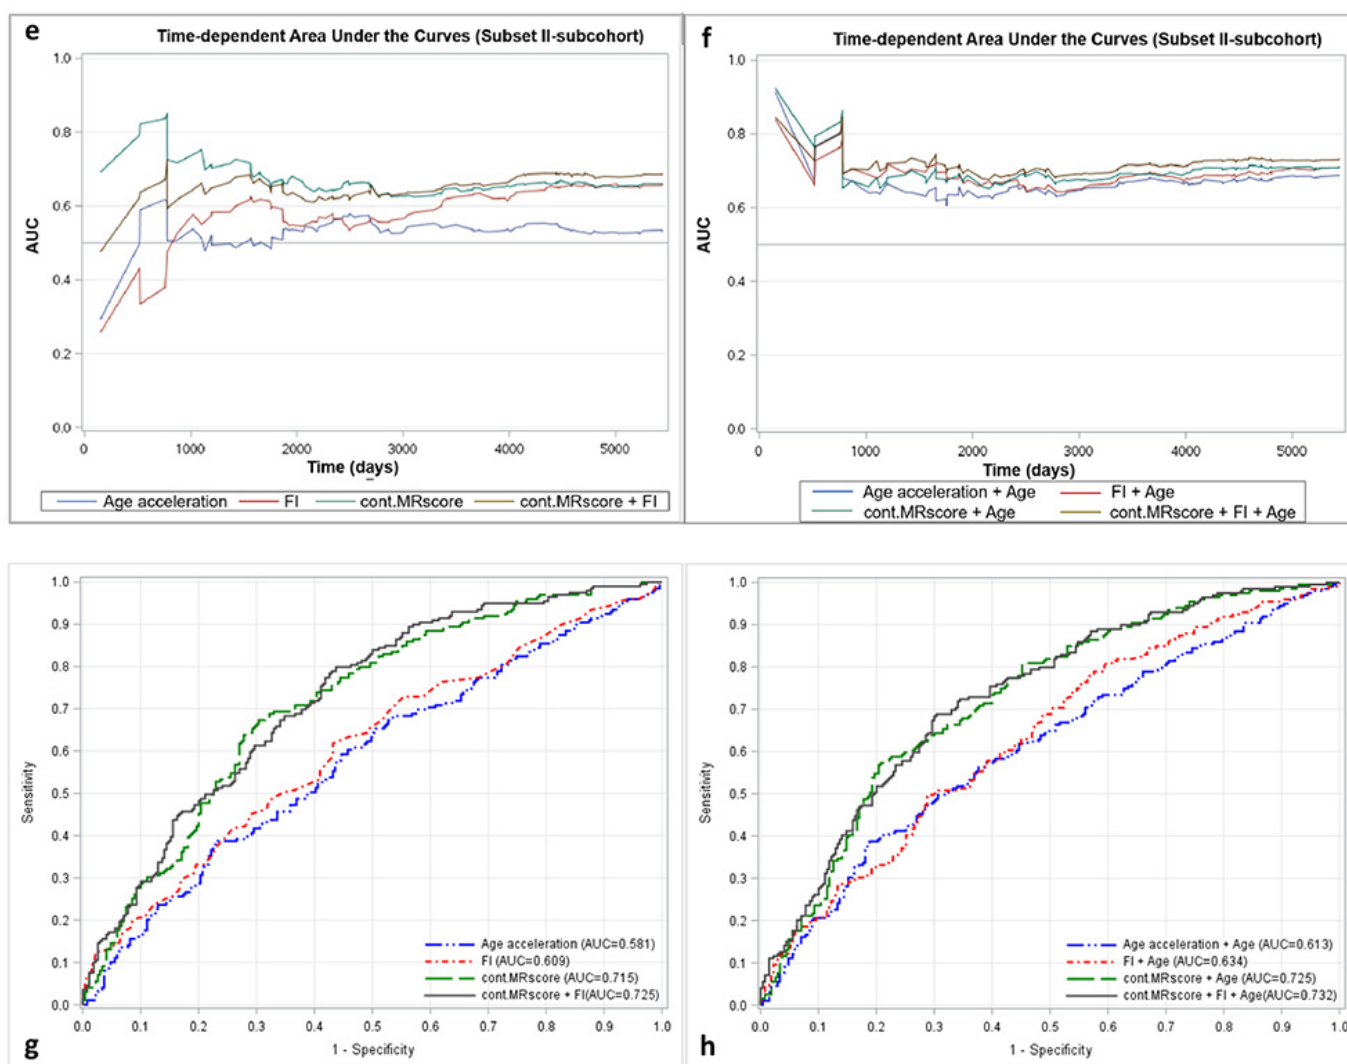 e
Time-dependent Area Under the Curves (Subset II-subcohort)
1.0
0.8
0.6
0.4
0.2
0.0
AUC
0 1000 2000 3000 4000 5000
Time (days)
Age acceleration FI cont.MRscore cont.MRscore + FI
f
Time-dependent Area Under the Curves (Subset II-subcohort)
1.0
0.8
0.6
0.4
0.2
0.0
AUC
0 1000 2000 3000 4000 5000
Time (days)
Age acceleration + Age FI + Age
cont.MRscore + Age cont.MRscore + FI + Age
1.0
0.9
0.8
0.7
0.6
0.5
0.4
0.3
0.2
0.1
0.0
Sensitivity
Age acceleration (AUC=0.581)
FI (AUC=0.609)
cont.MRscore (AUC=0.715)
cont.MRscore + FI(AUC=0.725)
0.0 0.1 0.2 0.3 0.4 0.5 0.6 0.7 0.8 0.9 1.0
1 - Specificity
g
1.0
0.9
0.8
0.7
0.6
0.5
0.4
0.3
0.2
0.1
0.0
Sensitivity
Age acceleration + Age (AUC=0.613)
FI + Age (AUC=0.634)
cont.MRscore + Age (AUC=0.725)
cont.MRscore + FI + Age(AUC=0.732)
0.0 0.1 0.2 0.3 0.4 0.5 0.6 0.7 0.8 0.9 1.0
1 - Specificity
h